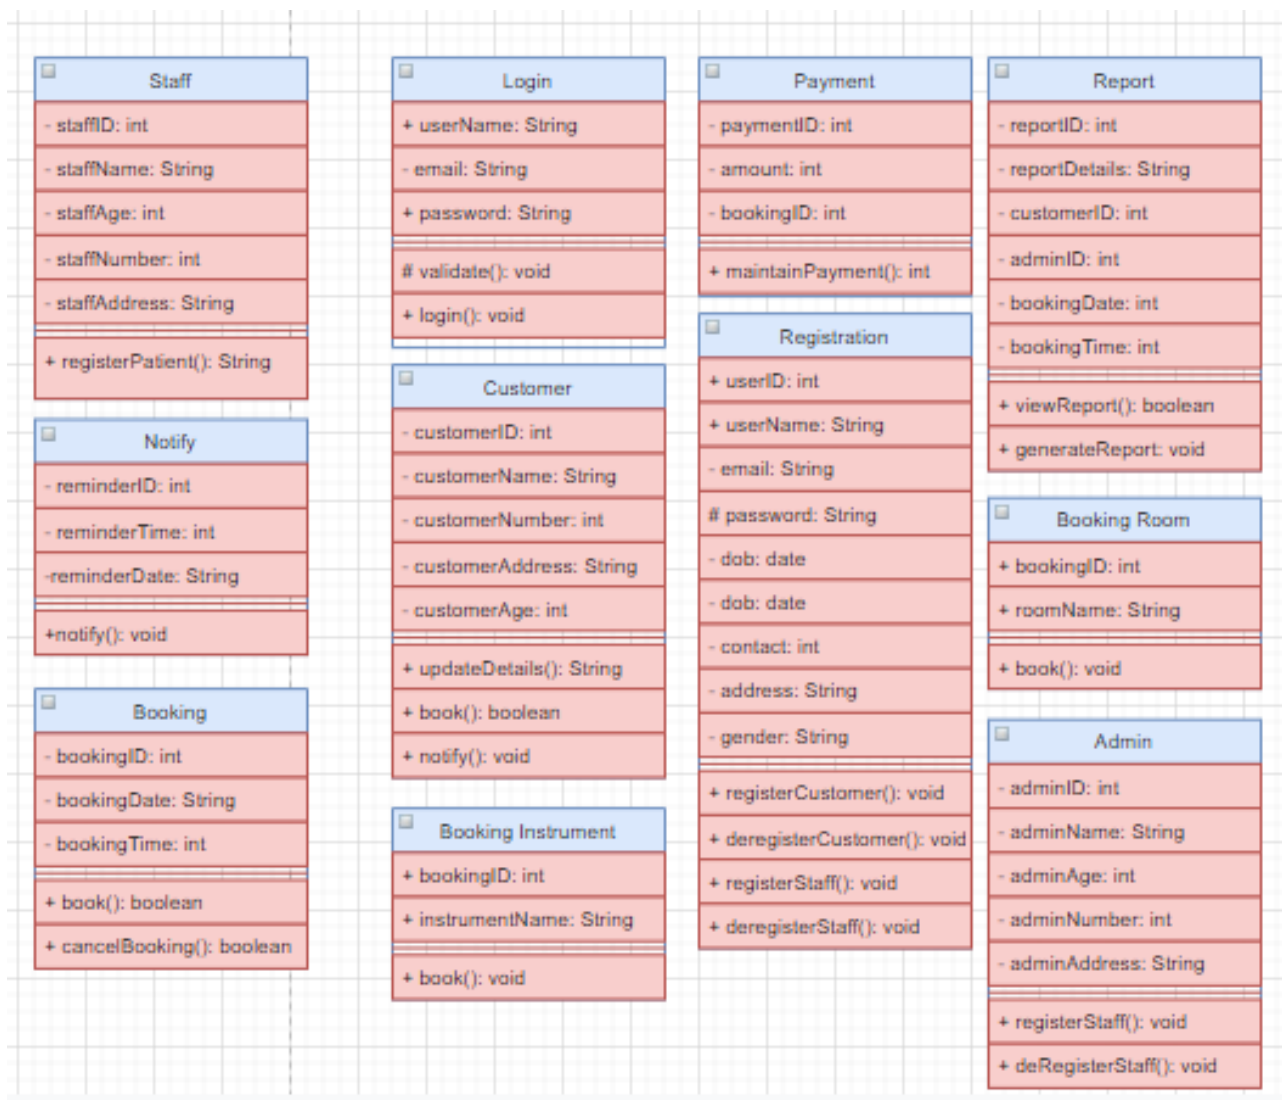 Staff
- staffID: int
- staffName: String
- staffAge: int
- staffNumber: int
- staffAddress: String
+ registerPatient(): String
Notify
- reminderID: int
- reminderTime: int
-reminderDate: String
+notify(): void
Booking
- bookingID: int
- bookingDate: String
- bookingTime: int
+ book(): boolean
+ cancelBooking(): boolean
Login
+ userName: String
- email: String
+ password: String
# validate(): void
+ login(): void
Customer
- customerID: int
- customerName: String
- customerNumber: int
- customerAddress: String
- customerAge: int
+ updateDetails(): String
+ book(): boolean
+ notify(): void
Booking Instrument
+ bookingID: int
+ instrumentName: String
+ book(): void
Payment
- paymentID: int
- amount: int
- bookingID: int
+ maintainPayment(): int
Registration
+ userID: int
+ userName: String
- email: String
# password: String
- dob: date
- dob: date
- contact: int
- address: String
- gender: String
+ registerCustomer(): void
+ deregisterCustomer(): void
+ registerStaff(): void
+ deregisterStaff(): void
Report
- reportID: int
- reportDetails: String
- customerID: int
- adminID: int
- bookingDate: int
- bookingTime: int
+ viewReport(): boolean
+ generateReport: void
Booking Room
+ bookingID: int
+ roomName: String
+ book(): void
Admin
- adminID: int
- adminName: String
- adminAge: int
- adminNumber: int
- adminAddress: String
+ registerStaff(): void
+ deRegisterStaff(): void